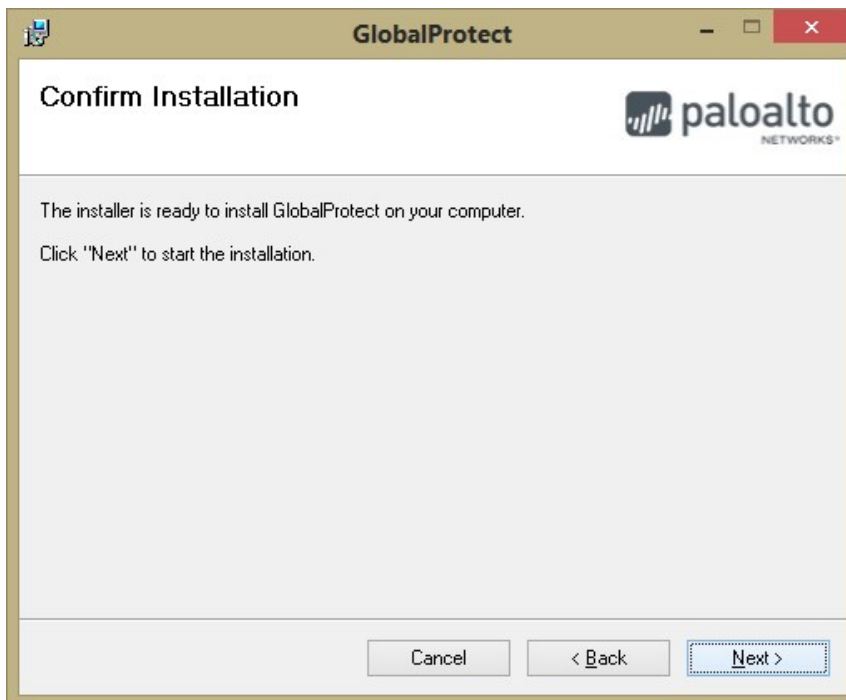 GlobalProtect
Confirm Installation
paloalto
NETWORKS
The installer is ready to install GlobalProtect on your computer.
Click "Next" to start the installation.
Cancel
< Back
Next >